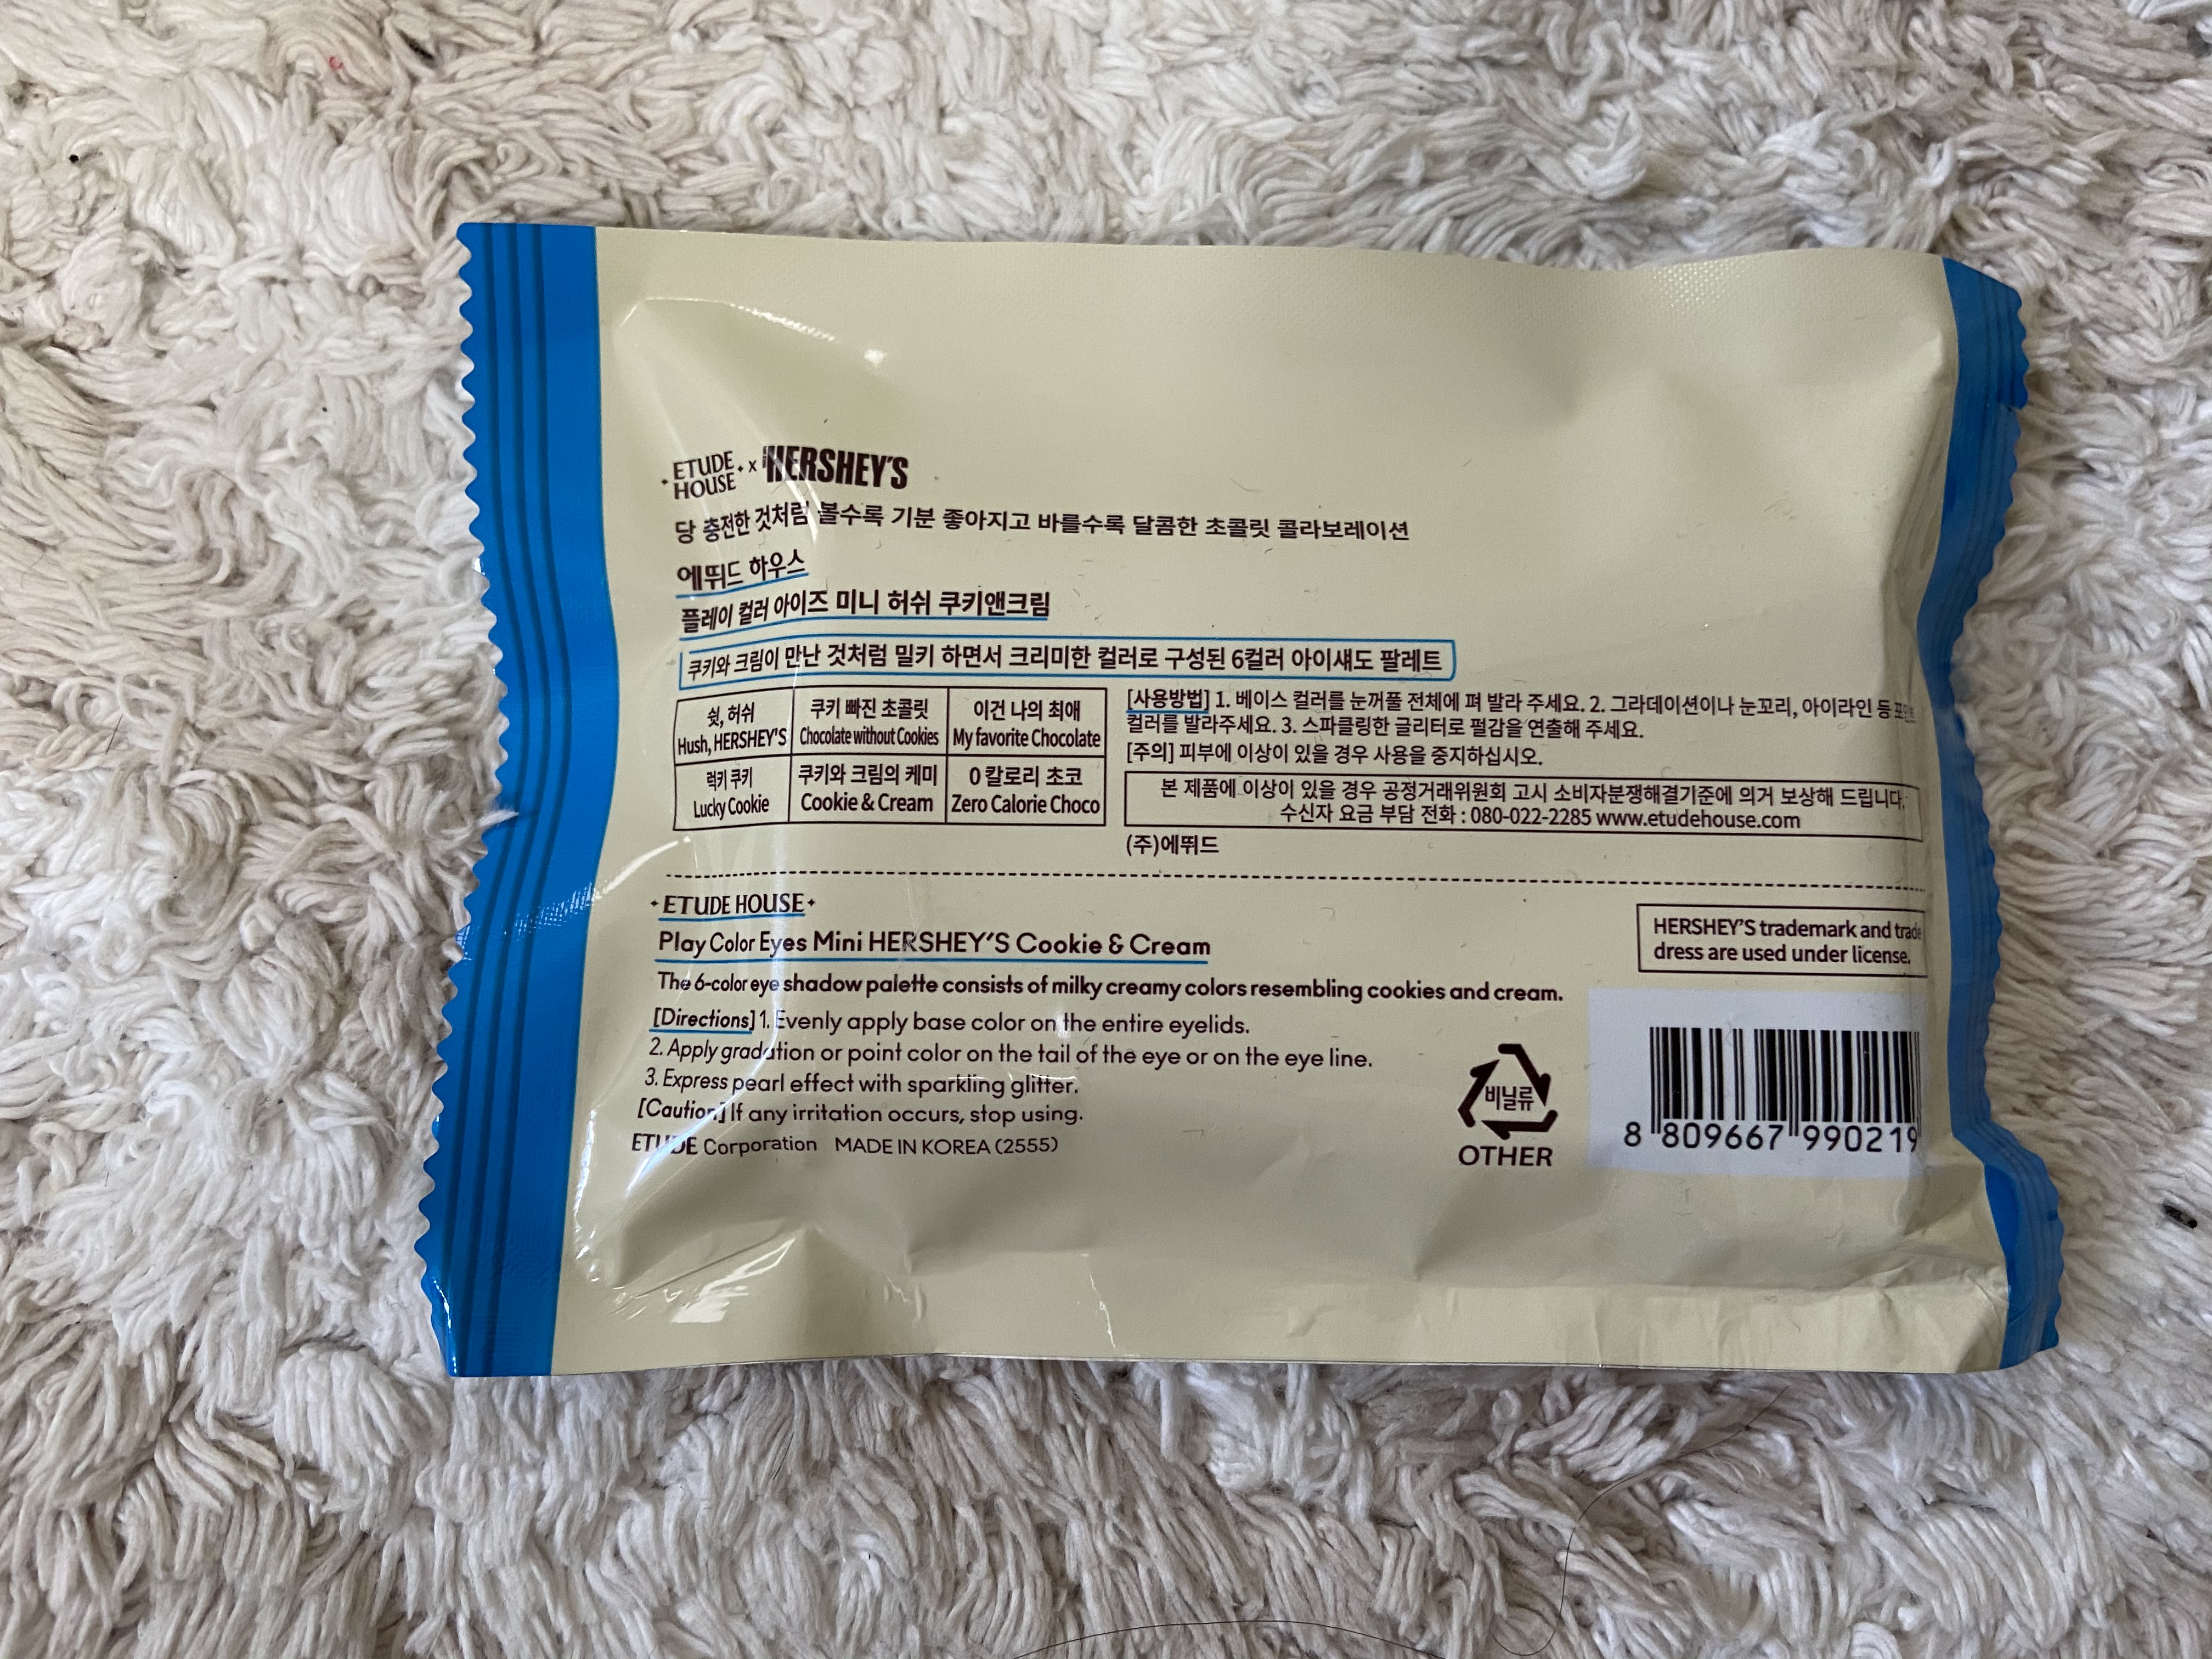 ETUDE HOUSE x HERSHEY'S
당 충전한 것처럼 볼수록 기분 좋아지고 바를수록 달콤한 초콜릿 콜라보레이션
에뛰드 하우스
플레이 컬러 아이즈 미니 허쉬 쿠키앤크림
쿠키와 크림이 만난 것처럼 밀키 하면서 크리미한 컬러로 구성된 6컬러 아이섀도 팔레트
쉿, 허쉬
Hush, HERSHEY'S
쿠키 빠진 초콜릿
Chocolate without Cookies
이건 나의 최애
My favorite Chocolate
럭키 쿠키
Lucky Cookie
쿠키와 크림의 케미
Cookie & Cream
0 칼로리 초코
Zero Calorie Choco
[사용방법] 1. 베이스 컬러를 눈꺼풀 전체에 펴 발라 주세요. 2. 그라데이션이나 눈꼬리, 아이라인 등
컬러를 발라주세요. 3. 스파클링한 글리터로 펄감을 연출해 주세요.
[주의] 피부에 이상이 있을 경우 사용을 중지하십시오.
본 제품에 이상이 있을 경우 공정거래위원회 고시 소비자분쟁해결기준에 의거 보상해 드립니다.
수신자 요금 부담 전화 : 080-022-2285 www.etudehouse.com
(주)에뛰드
ETUDE HOUSE
Play Color Eyes Mini HERSHEY'S Cookie & Cream
The 6-color eye shadow palette consists of milky creamy colors resembling cookies and cream.
[Directions] 1. Evenly apply base color on the entire eyelids.
2. Apply gradation or point color on the tail of the eye or on the eye line.
3. Express pearl effect with sparkling glitter.
[Caution] If any irritation occurs, stop using.
ETUDE Corporation MADE IN KOREA (2555)
HERSHEY'S trademark and trade
dress are used under license.
비닐류
OTHER
8 809667 990219